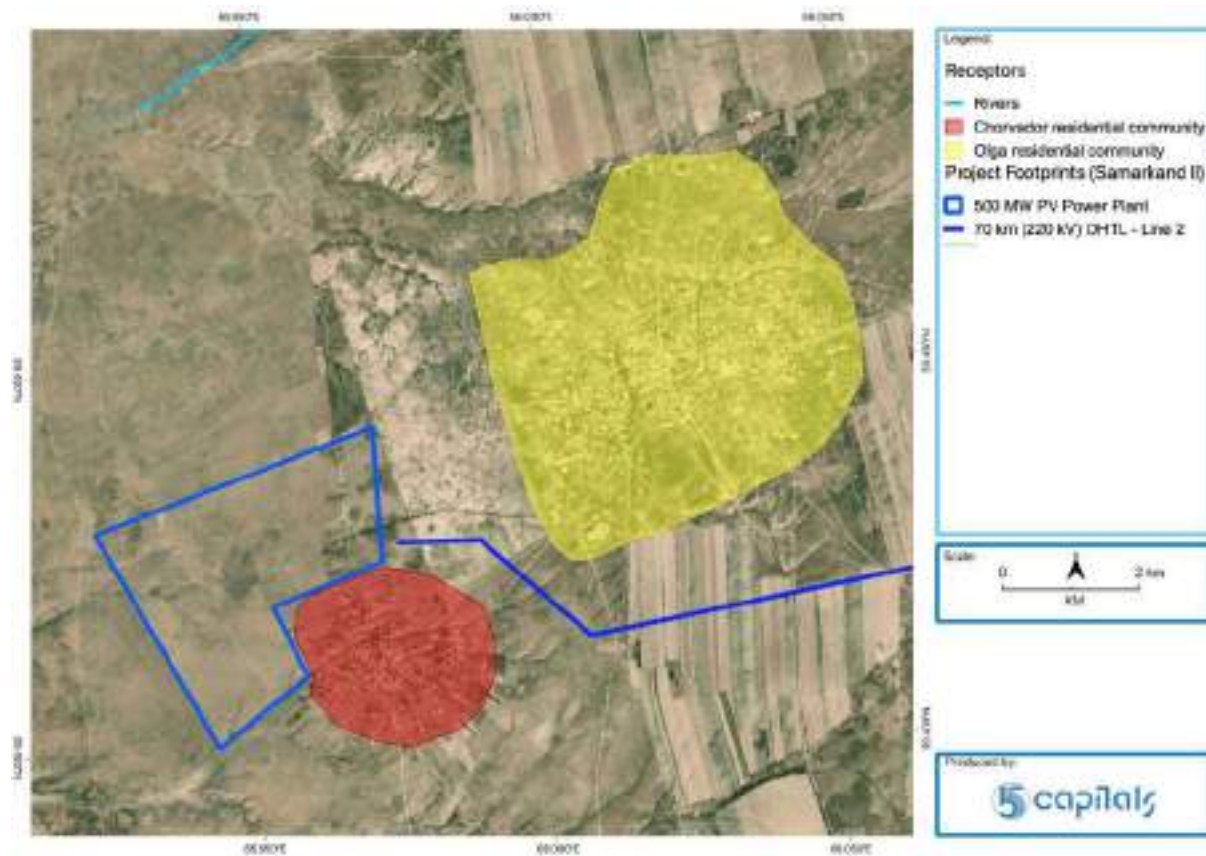 Legend:
Receptors
Rivers
Chorvador residential community
Olga residential community
Project Footprints (Samarkand II)
500 MW PV Power Plant
70 km (220 kV) OHTL - Line 2
Scale:
0 2 km
KM
Produced by:
5 capitals